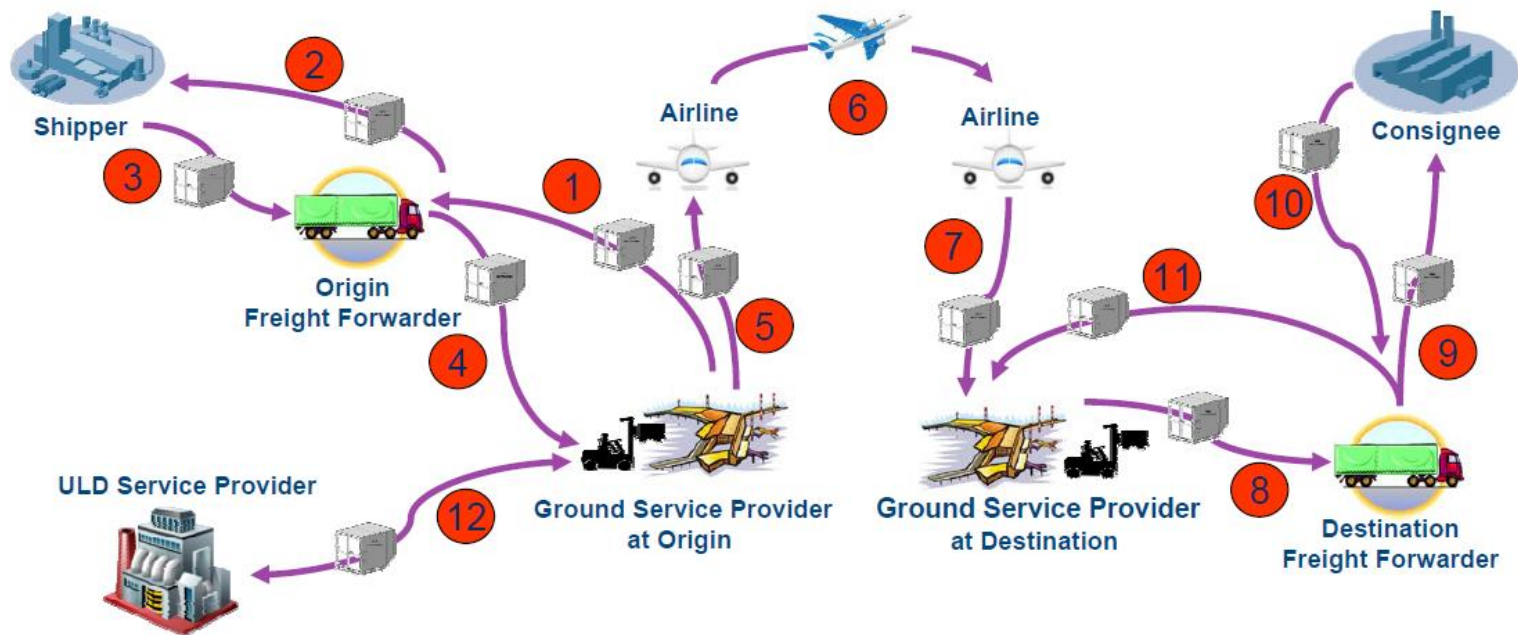 2
6
Airline
Airline
Shipper
Consignee
3
1
10
7
11
Origin
Freight Forwarder
4
5
9
8
ULD Service Provider
12
Ground Service Provider
at Origin
Ground Service Provider
at Destination
Destination
Freight Forwarder